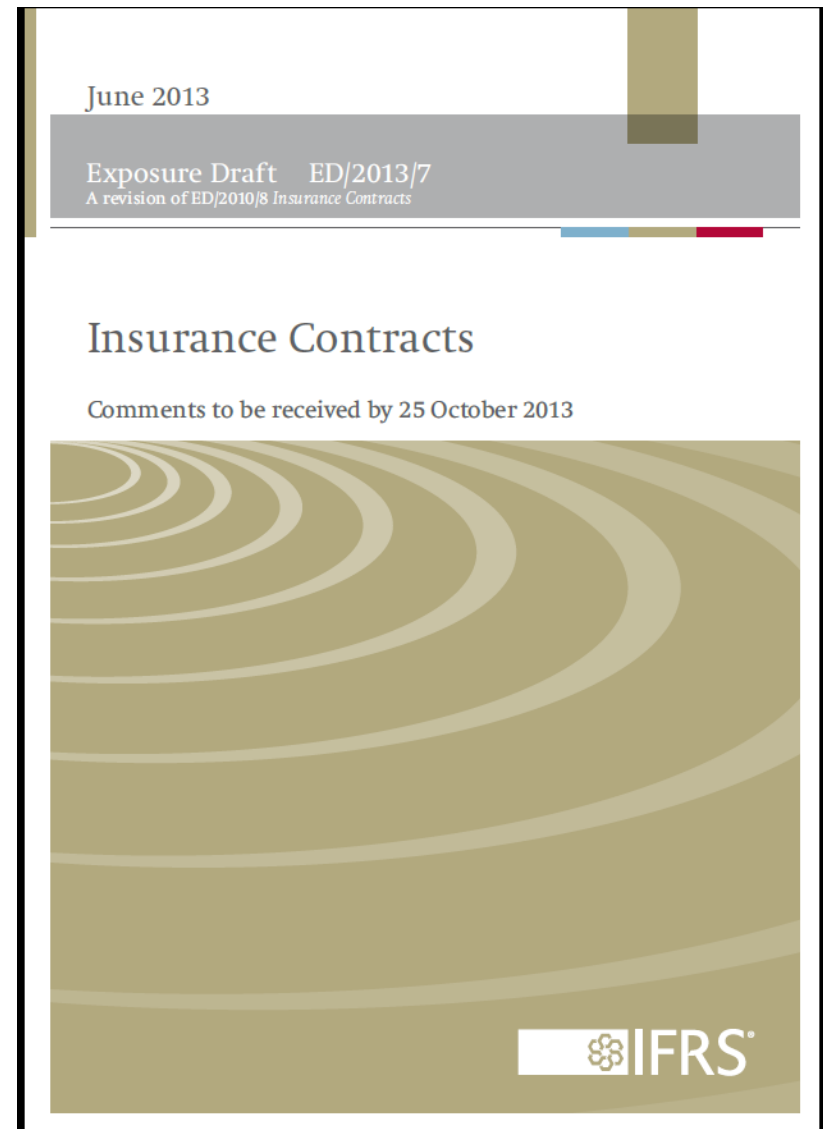 June 2013
Exposure Draft ED/2013/7
A revision of ED/2010/8 Insurance Contracts
Insurance Contracts
Comments to be received by 25 October 2013
IFRS®